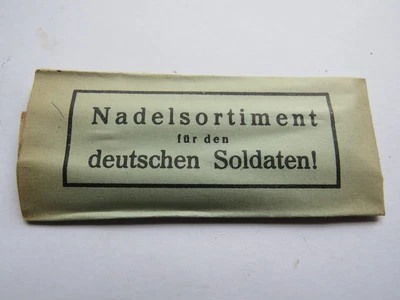 Nadelsortiment
für den
deutschen Soldaten!